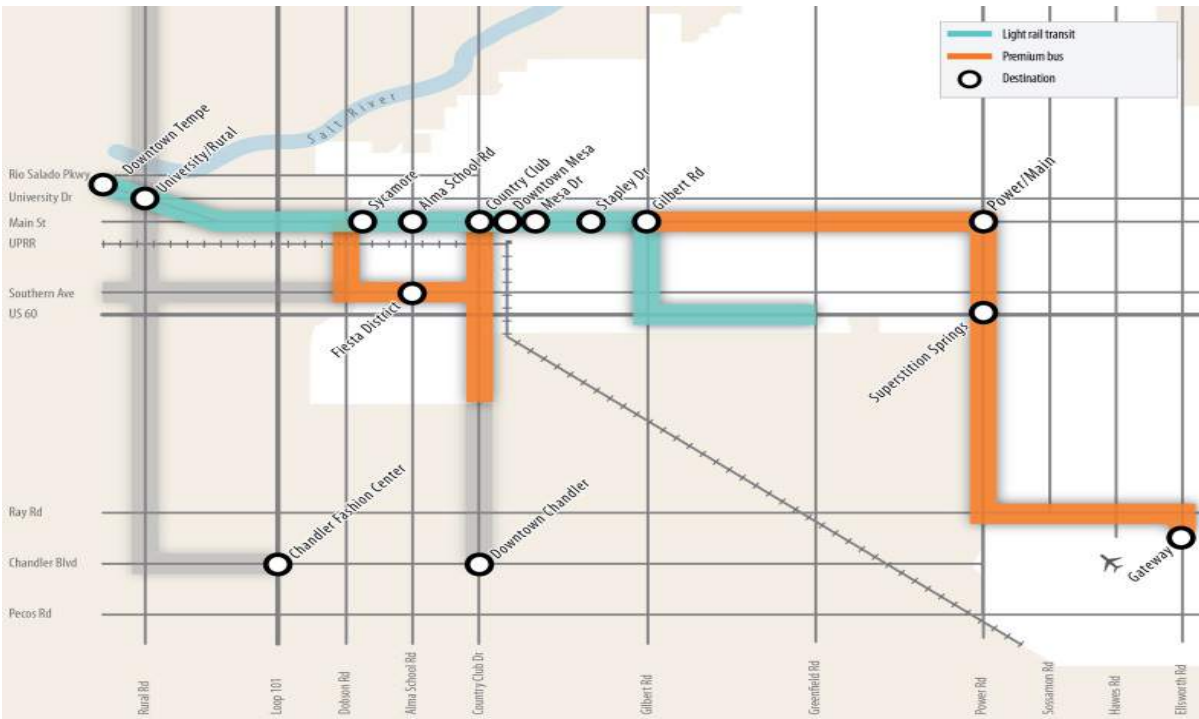 Light rail transit
Premium bus
Destination
Salt River
Downtown Tempe
University/Rural
Sycamore
Alma School Rd
Country Club
Downtown Mesa
Mesa Dr
Stapley Dr
Gilbert Rd
Power/Main
Rio Salado Pkwy
University Dr
Main St
UPRR
Southern Ave
US 60
Fiesta District
Superstition Springs
Chandler Fashion Center
Downtown Chandler
Gateway
Ray Rd
Chandler Blvd
Pecos Rd
Rural Rd
Loop 101
Dobson Rd
Alma School Rd
Country Club Dr
Gilbert Rd
Greenfield Rd
Power Rd
Sossamon Rd
Hawes Rd
Ellsworth Rd